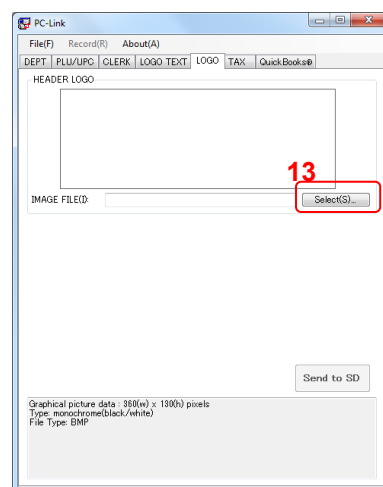 PC-Link
File(F) Record(R) About(A)
DEPT PLU/UPC CLERK LOGO TEXT LOGO TAX QuickBooks®
HEADER LOGO
13
IMAGE FILE(I): Select(S)...
Send to SD
Graphical picture data : 360(w) x 130(h) pixels
Type: monochrome(black/white)
File Type: BMP